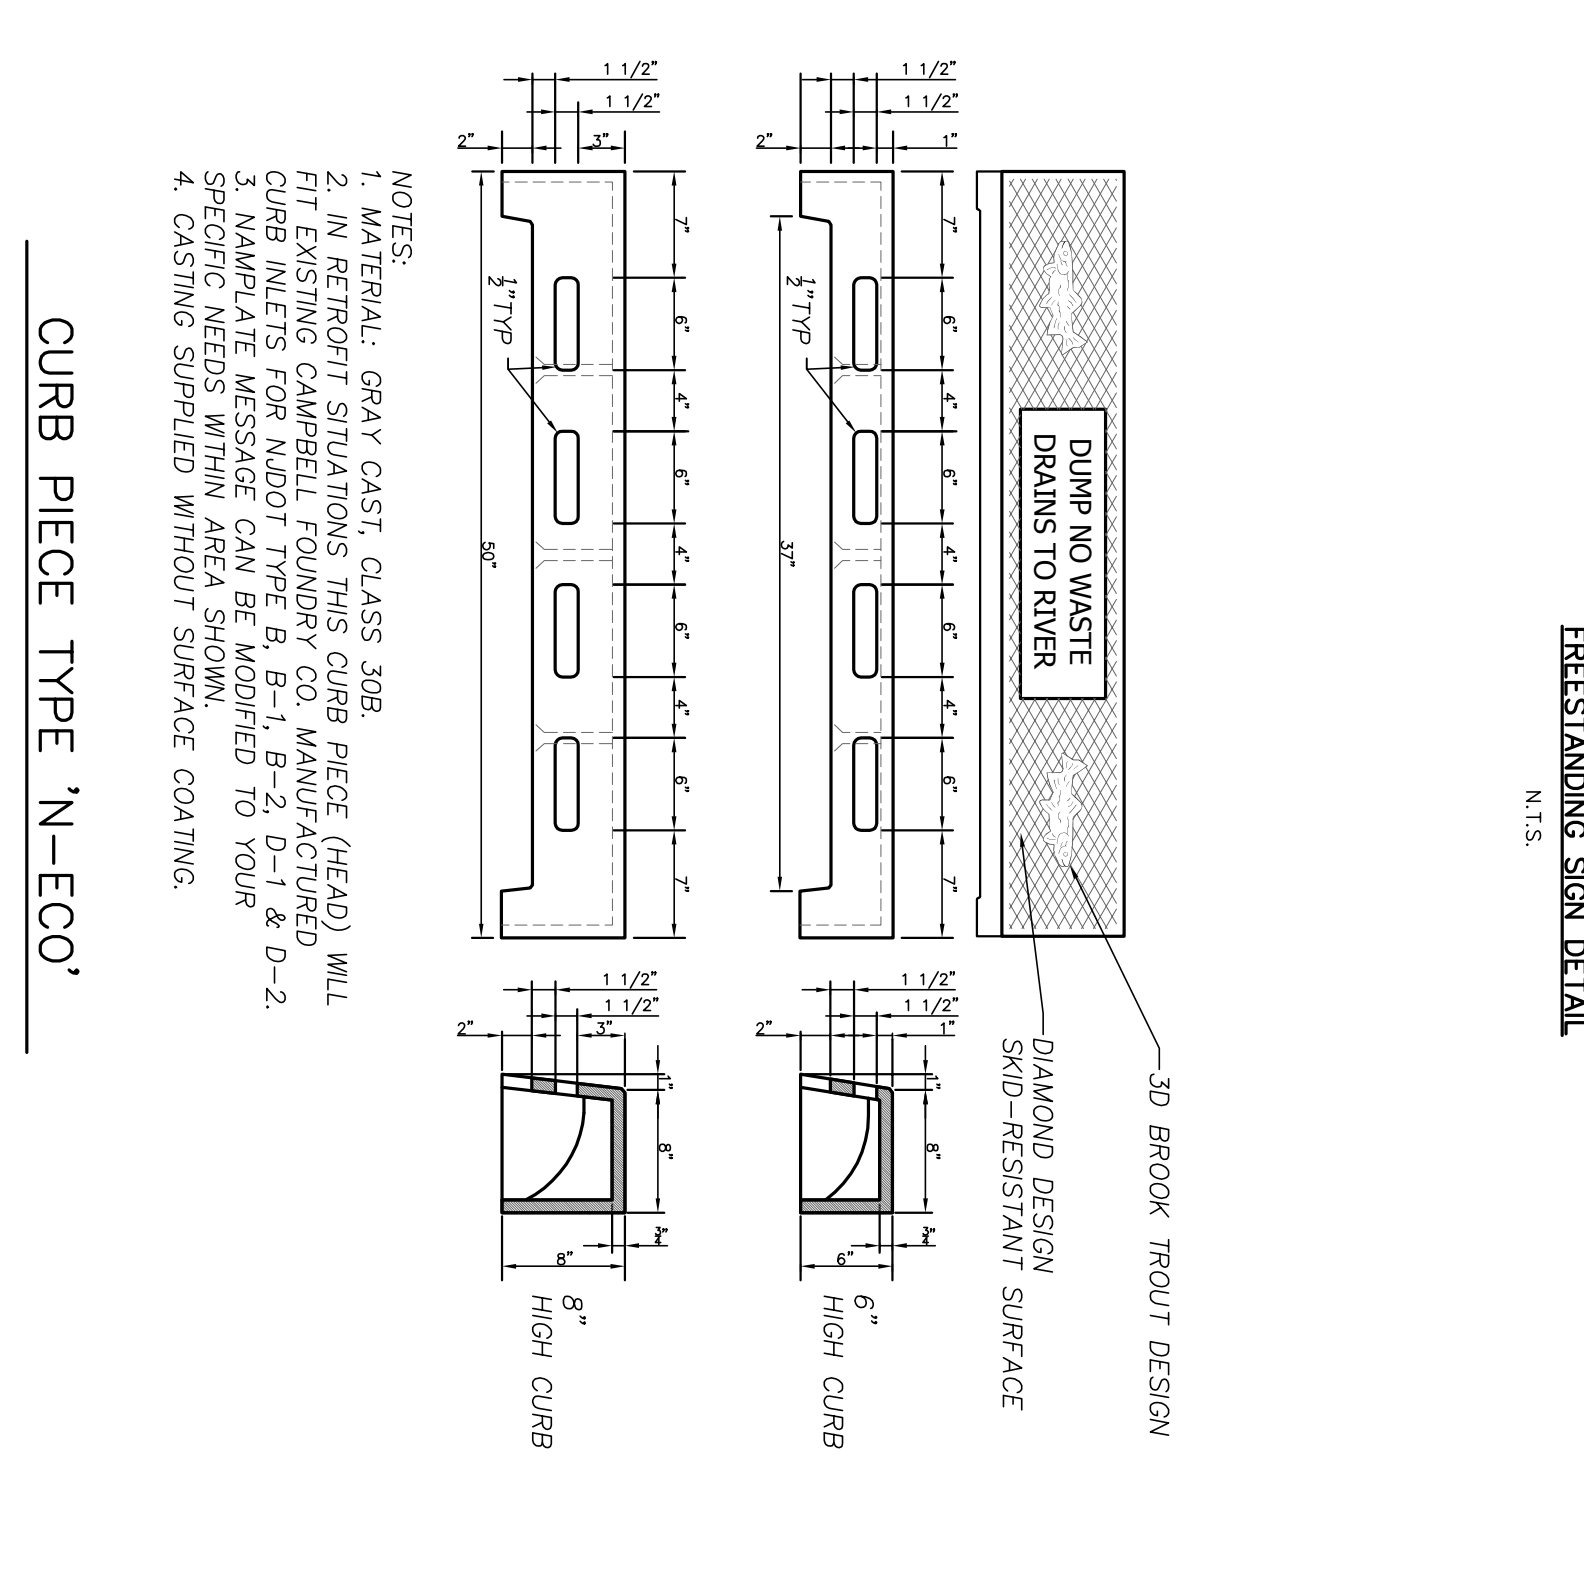 FREESTANDING SIGN DETAIL
N.T.S.
3D BROOK TROUT DESIGN
DIAMOND DESIGN
SKID-RESISTANT SURFACE
DUMP NO WASTE
DRAINS TO RIVER
7" 6" 4" 6" 4" 6" 4" 6" 7"
1"
1 1/2"
1 1/2"
2"
1/2" TYP
37"
1"
1 1/2"
1 1/2"
2"
1"
8"
3/4"
6"
6"
HIGH CURB
7" 6" 4" 6" 4" 6" 4" 6" 7"
3"
1 1/2"
1 1/2"
2"
1/2" TYP
50"
3"
1 1/2"
1 1/2"
2"
1"
8"
3/4"
8"
8"
HIGH CURB
NOTES:
1. MATERIAL: GRAY CAST, CLASS 30B.
2. IN RETROFIT SITUATIONS THIS CURB PIECE (HEAD) WILL
FIT EXISTING CAMPBELL FOUNDRY CO. MANUFACTURED
CURB INLETS FOR NJDOT TYPE B, B-1, B-2, D-1 & D-2.
3. NAMPLATE MESSAGE CAN BE MODIFIED TO YOUR
SPECIFIC NEEDS WITHIN AREA SHOWN.
4. CASTING SUPPLIED WITHOUT SURFACE COATING.
CURB PIECE TYPE 'N-ECO'